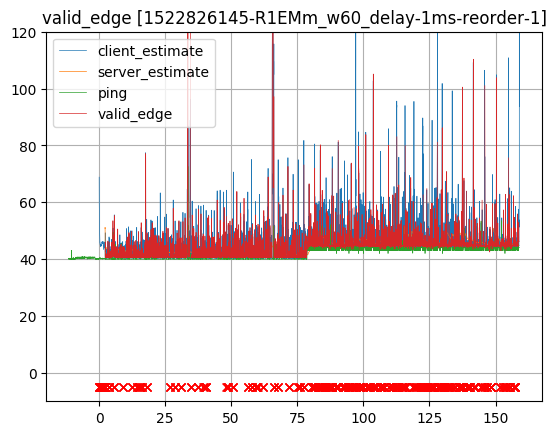 valid_edge [1522826145-R1EMm_w60_delay-1ms-reorder-1]
client_estimate
server_estimate
ping
valid_edge
120
100
80
60
40
20
0
0 25 50 75 100 125 150